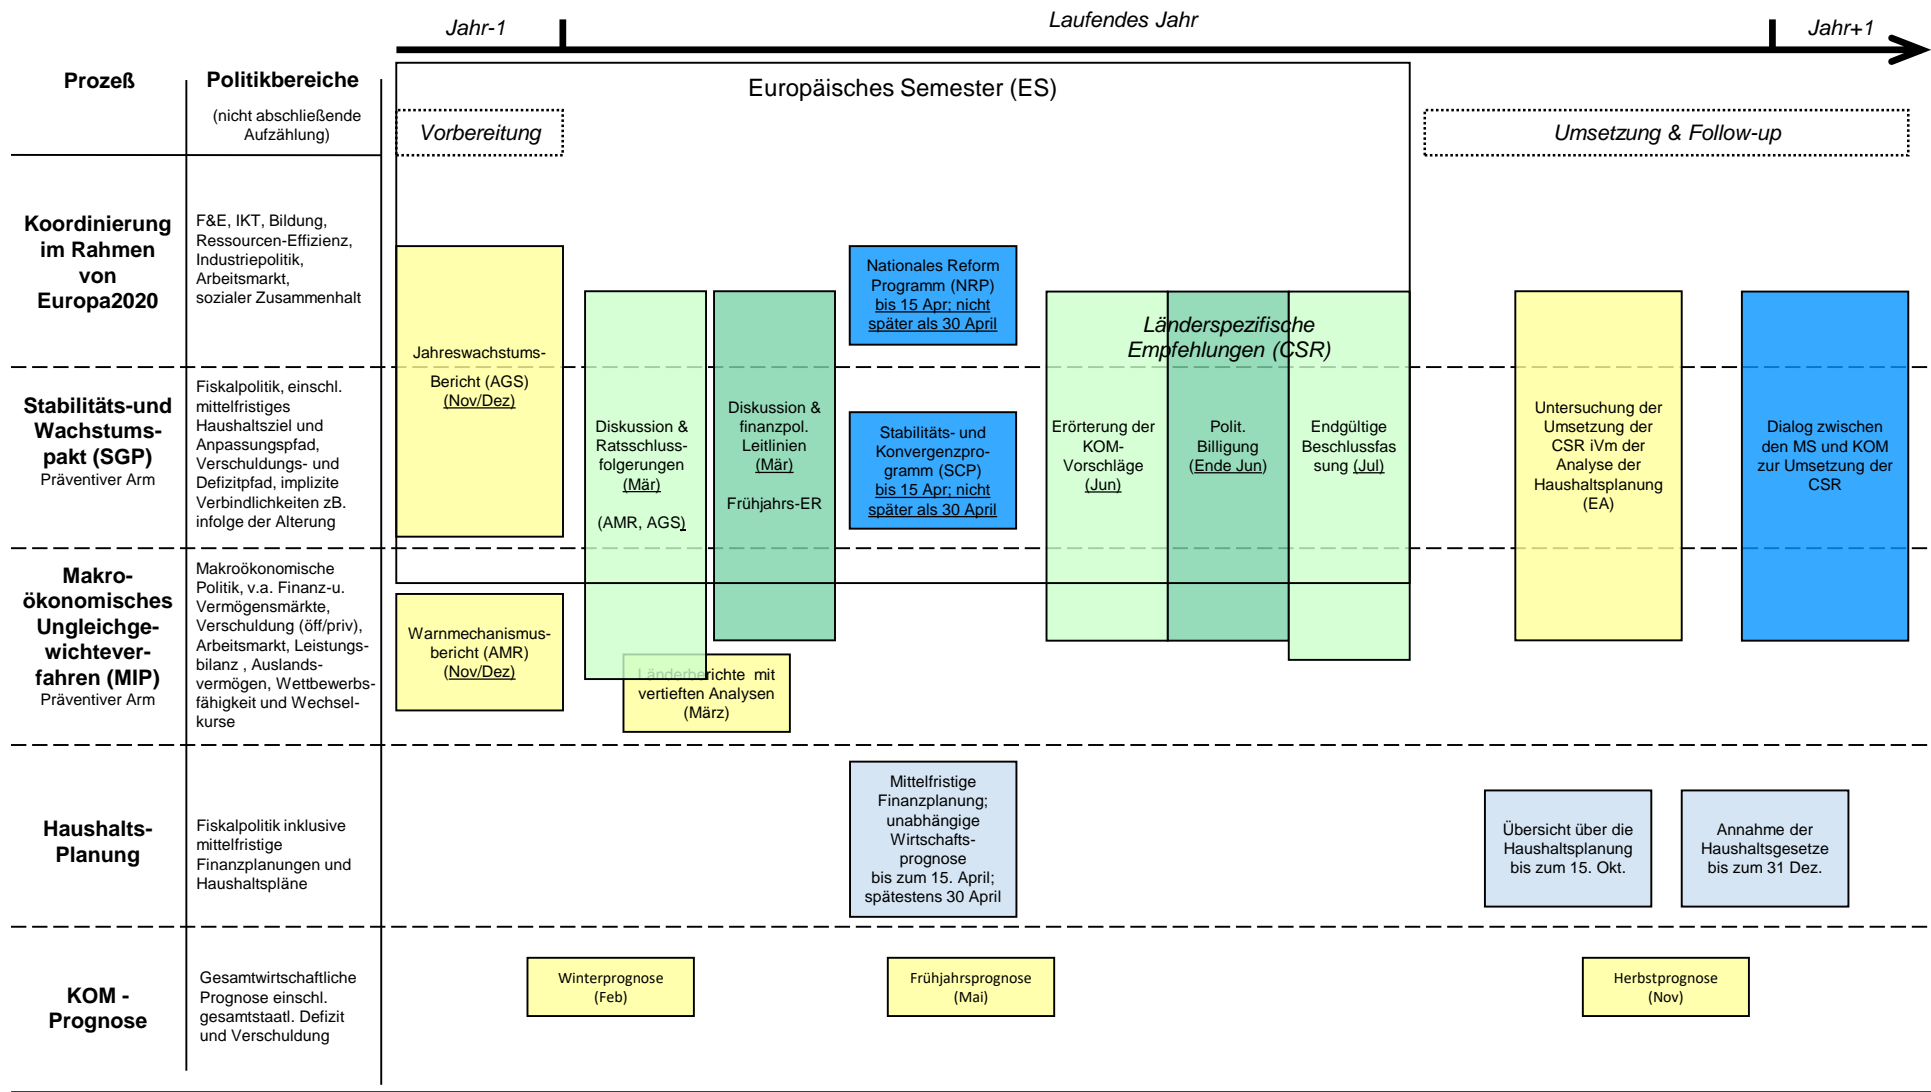 Jahr-1
Laufendes Jahr
Jahr+1
Prozeß
Politikbereiche
(nicht abschließende
Aufzählung)
Europäisches Semester (ES)
Vorbereitung
Umsetzung & Follow-up
Koordinierung
im Rahmen
von
Europa2020
F&E, IKT, Bildung,
Ressourcen-Effizienz,
Industriepolitik,
Arbeitsmarkt,
sozialer Zusammenhalt
Stabilitäts-und
Wachstums-
pakt (SGP)
Präventiver Arm
Fiskalpolitik, einschl.
mittelfristiges
Haushaltsziel und
Anpassungspfad,
Verschuldungs- und
Defizitpfad, implizite
Verbindlichkeiten zB.
infolge der Alterung
Makro-
ökonomisches
Ungleichge-
wichtever-
fahren (MIP)
Präventiver Arm
Makroökonomische
Politik, v.a. Finanz-u.
Vermögensmärkte,
Verschuldung (öff/priv),
Arbeitsmarkt, Leistungs-
bilanz , Auslands-
vermögen, Wettbewerbs-
fähigkeit und Wechsel-
kurse
Haushalts-
Planung
Fiskalpolitik inklusive
mittelfristige
Finanzplanungen und
Haushaltspläne
KOM -
Prognose
Gesamtwirtschaftliche
Prognose einschl.
gesamtstaatl. Defizit
und Verschuldung
Jahreswachstums-
Bericht (AGS)
(Nov/Dez)
Warnmechanismus-
bericht (AMR)
(Nov/Dez)
Diskussion &
Ratsschluss-
folgerungen
(Mär)
(AMR, AGS)
Länderberichte mit
vertieften Analysen
(März)
Diskussion &
finanzpol.
Leitlinien
(Mär)
Frühjahrs-ER
Nationales Reform
Programm (NRP)
bis 15 Apr; nicht
später als 30 April
Stabilitäts- und
Konvergenzpro-
gramm (SCP)
bis 15 Apr; nicht
später als 30 April
Länderspezifische
Empfehlungen (CSR)
Erörterung der
KOM-
Vorschläge
(Jun)
Polit.
Billigung
(Ende Jun)
Endgültige
Beschlussfas
sung (Jul)
Untersuchung der
Umsetzung der
CSR iVm der
Analyse der
Haushaltsplanung
(EA)
Dialog zwischen
den MS und KOM
zur Umsetzung der
CSR
Mittelfristige
Finanzplanung;
unabhängige
Wirtschafts-
prognose
bis zum 15. April;
spätestens 30 April
Übersicht über die
Haushaltsplanung
bis zum 15. Okt.
Annahme der
Haushaltsgesetze
bis zum 31 Dez.
Winterprognose
(Feb)
Frühjahrsprognose
(Mai)
Herbstprognose
(Nov)